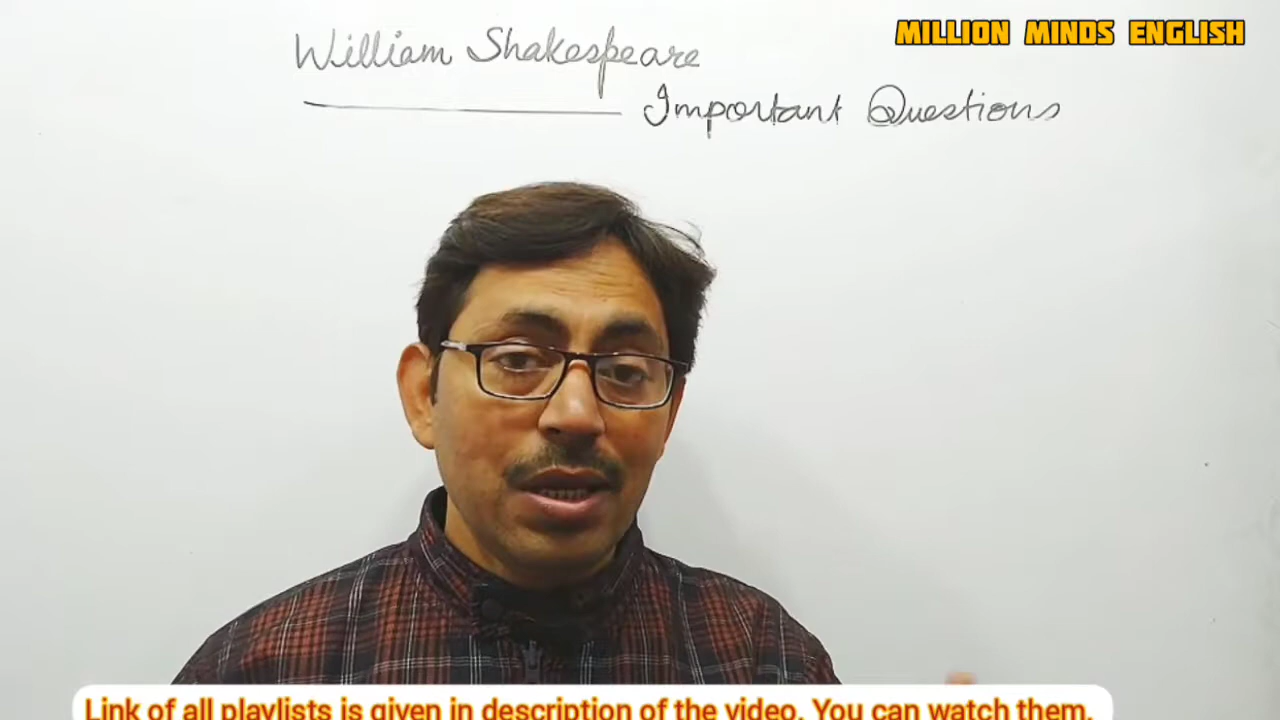 MILLION MINDS ENGLISH
William Shakespeare
Important Questions
Link of all playlists is given in description of the video. You can watch them.